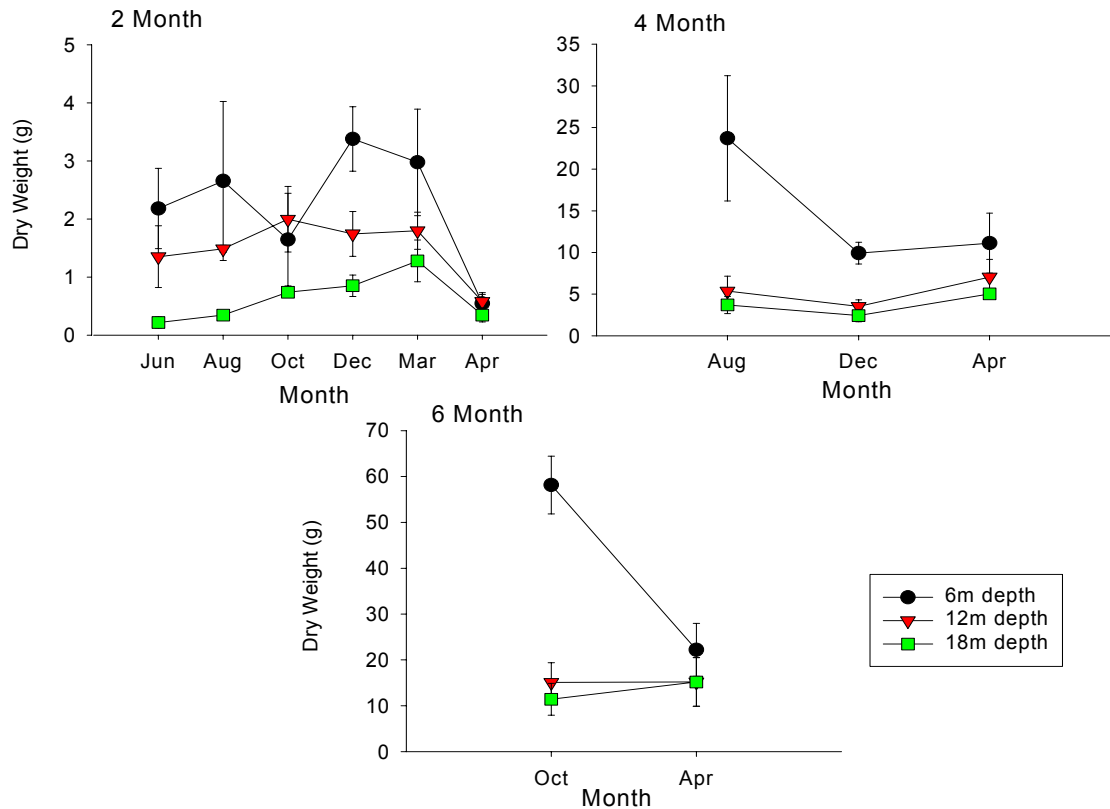 2 Month
5
4
3
2
1
0
Dry Weight (g)
Jun Aug Oct Dec Mar Apr
Month
4 Month
35
30
25
20
15
10
5
0
Aug Dec Apr
Month
6 Month
70
60
50
40
30
20
10
0
Dry Weight (g)
Oct Apr
Month
6m depth
12m depth
18m depth